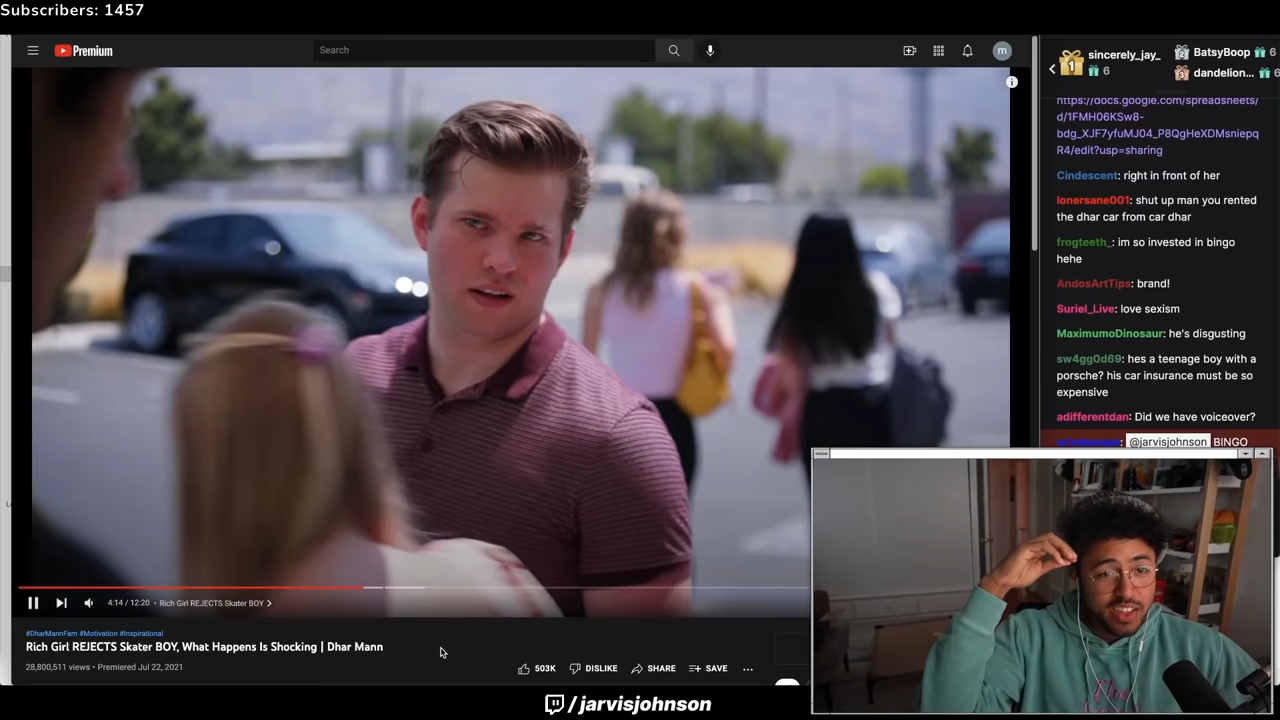 Subscribers: 1457
Premium
Search
m
1
sincerely_jay_
6
2
BatsyBoop
6
3
dandelion...
6
https://docs.google.com/spreadsheets/
d/1FMH06KSw8-
bdg_XJF7yfuMJ04_P8QgHeXDMsniepq
R4/edit?usp=sharing
Cindescent: right in front of her
lonersane001: shut up man you rented
the dhar car from car dhar
frogteeth_: im so invested in bingo
hehe
AndosArtTips: brand!
Suriel_Live: love sexism
MaximumoDinosaur: he's disgusting
sw4gg0d69: hes a teenage boy with a
porsche? his car insurance must be so
expensive
adifferentdan: Did we have voiceover?
@jarvisjohnson BINGO
4:14 / 12:20 • Rich Girl REJECTS Skater BOY
#DharMannFam #Motivation #Inspirational
Rich Girl REJECTS Skater BOY, What Happens Is Shocking | Dhar Mann
28,800,511 views • Premiered Jul 22, 2021
503K
DISLIKE
SHARE
SAVE
The
/jarvisjohnson